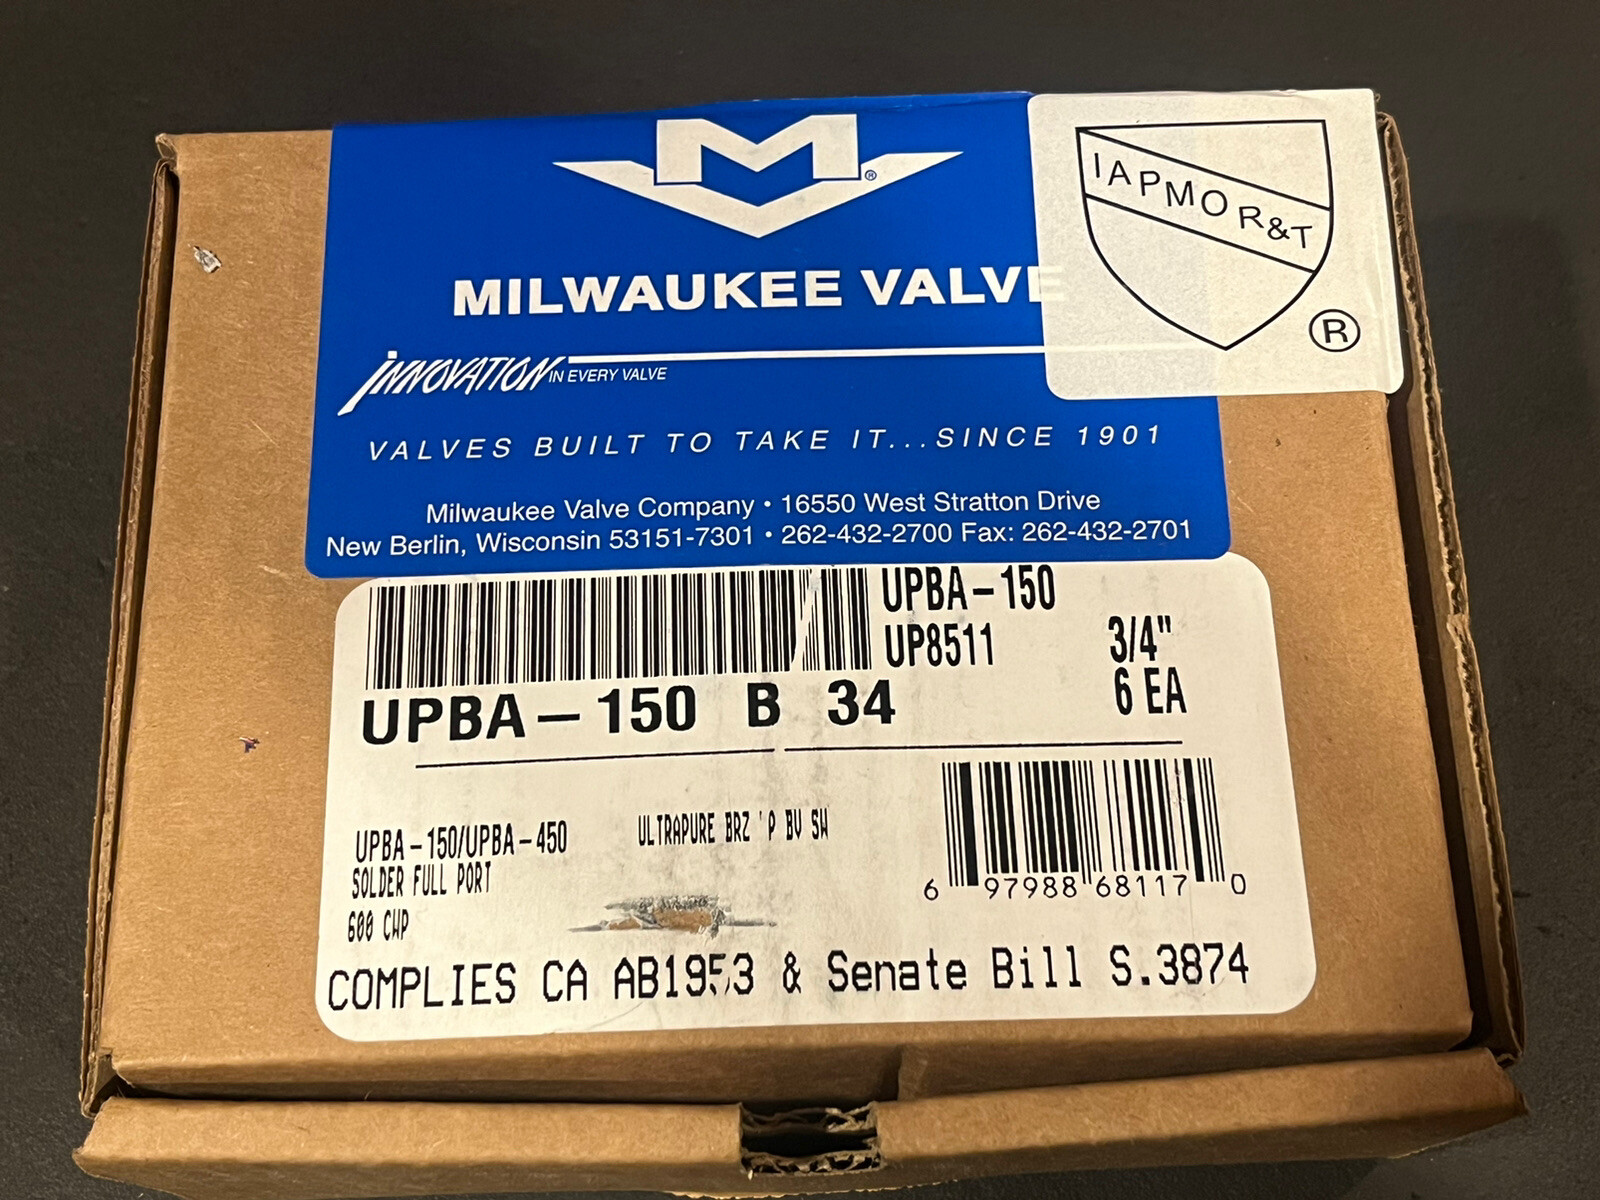 M®
MILWAUKEE VALVE
INNOVATION IN EVERY VALVE
VALVES BUILT TO TAKE IT...SINCE 1901
Milwaukee Valve Company • 16550 West Stratton Drive
New Berlin, Wisconsin 53151-7301 • 262-432-2700 Fax: 262-432-2701
IAPMO R&T
®
UPBA-150
UP8511
3/4"
6 EA
UPBA-150 B 34
UPBA-150/UPBA-450
SOLDER FULL PORT
600 CWP
ULTRAPURE BRZ 'P BV SW
6 97988 68117 0
COMPLIES CA AB1953 & Senate Bill S.3874